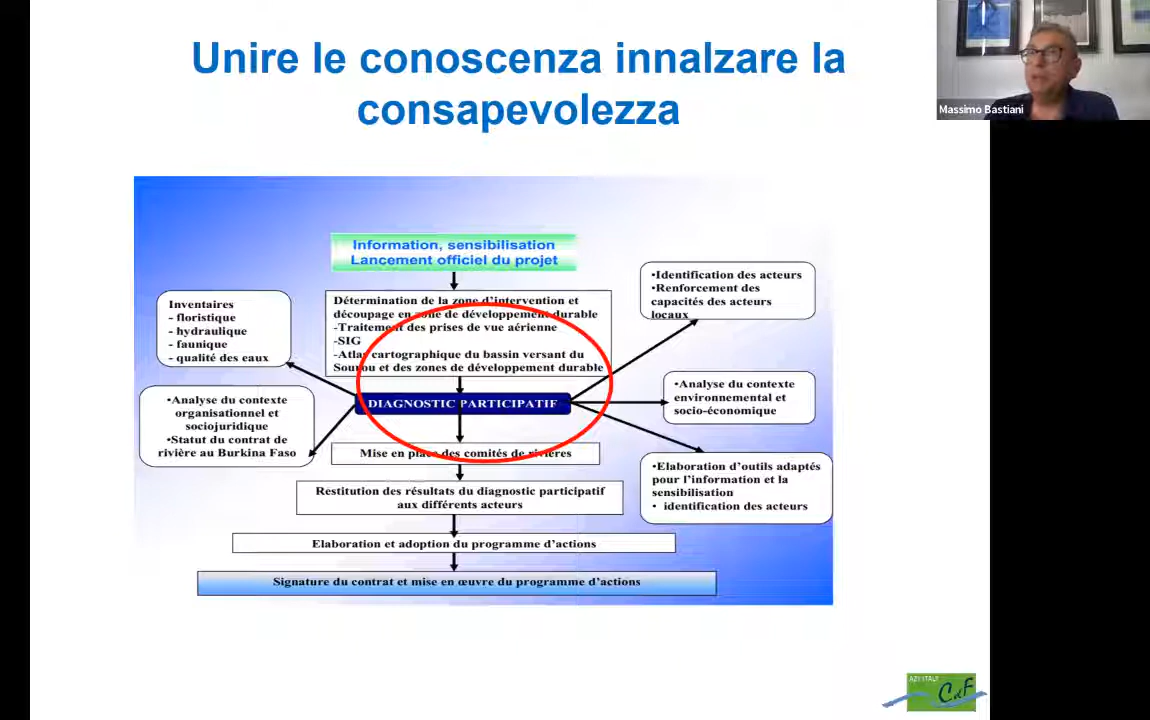 Unire le conoscenza innalzare la
consapevolezza
Massimo Bastiani
Information, sensibilisation
Lancement officiel du projet
Détermination de la zone d'intervention et
découpage en zone de développement durable
-Traitement des prises de vue aérienne
-SIG
-Atlas cartographique du bassin versant du
Sourou et des zones de développement durable
Inventaires
- floristique
- hydraulique
- faunique
- qualité des eaux
•Analyse du contexte
organisationnel et
sociojuridique
•Statut du contrat de
rivière au Burkina Faso
DIAGNOSTIC PARTICIPATIF
•Identification des acteurs
•Renforcement des
capacités des acteurs
locaux
•Analyse du contexte
environnemental et
socio-économique
•Elaboration d'outils adaptés
pour l'information et la
sensibilisation
• identification des acteurs
Mise en place des comités de rivières
Restitution des résultats du diagnostic participatif
aux différents acteurs
Elaboration et adoption du programme d'actions
Signature du contrat et mise en œuvre du programme d'actions
CdF